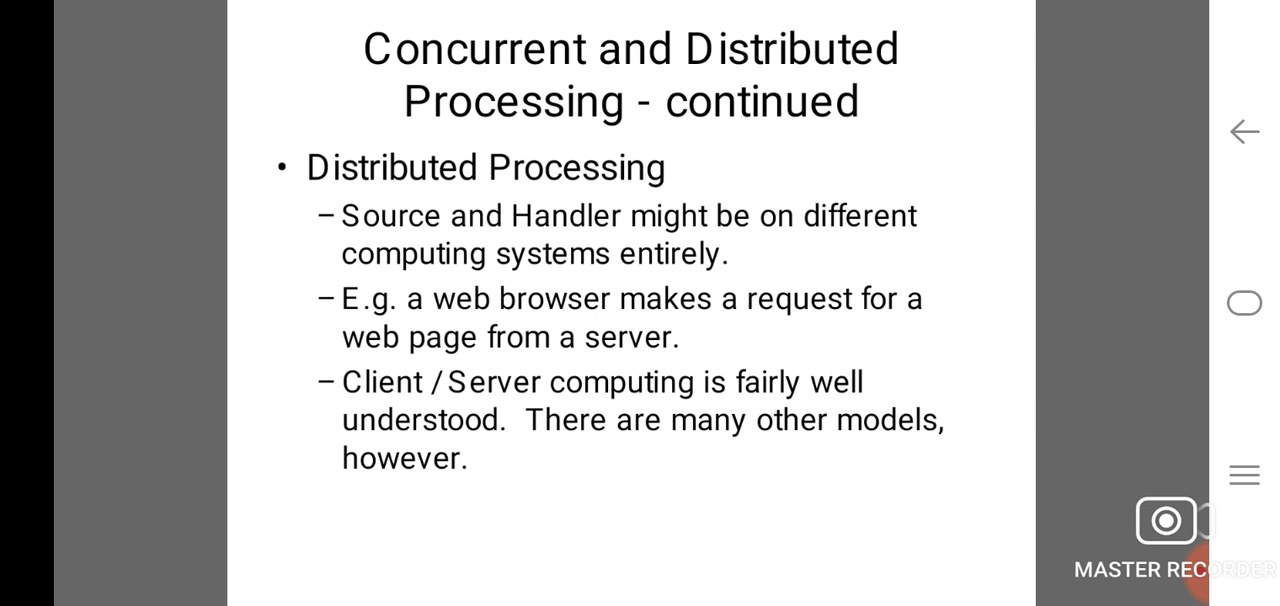 Concurrent and Distributed
Processing - continued
• Distributed Processing
– Source and Handler might be on different
computing systems entirely.
– E.g. a web browser makes a request for a
web page from a server.
– Client / Server computing is fairly well
understood.  There are many other models,
however.
MASTER RECORDER